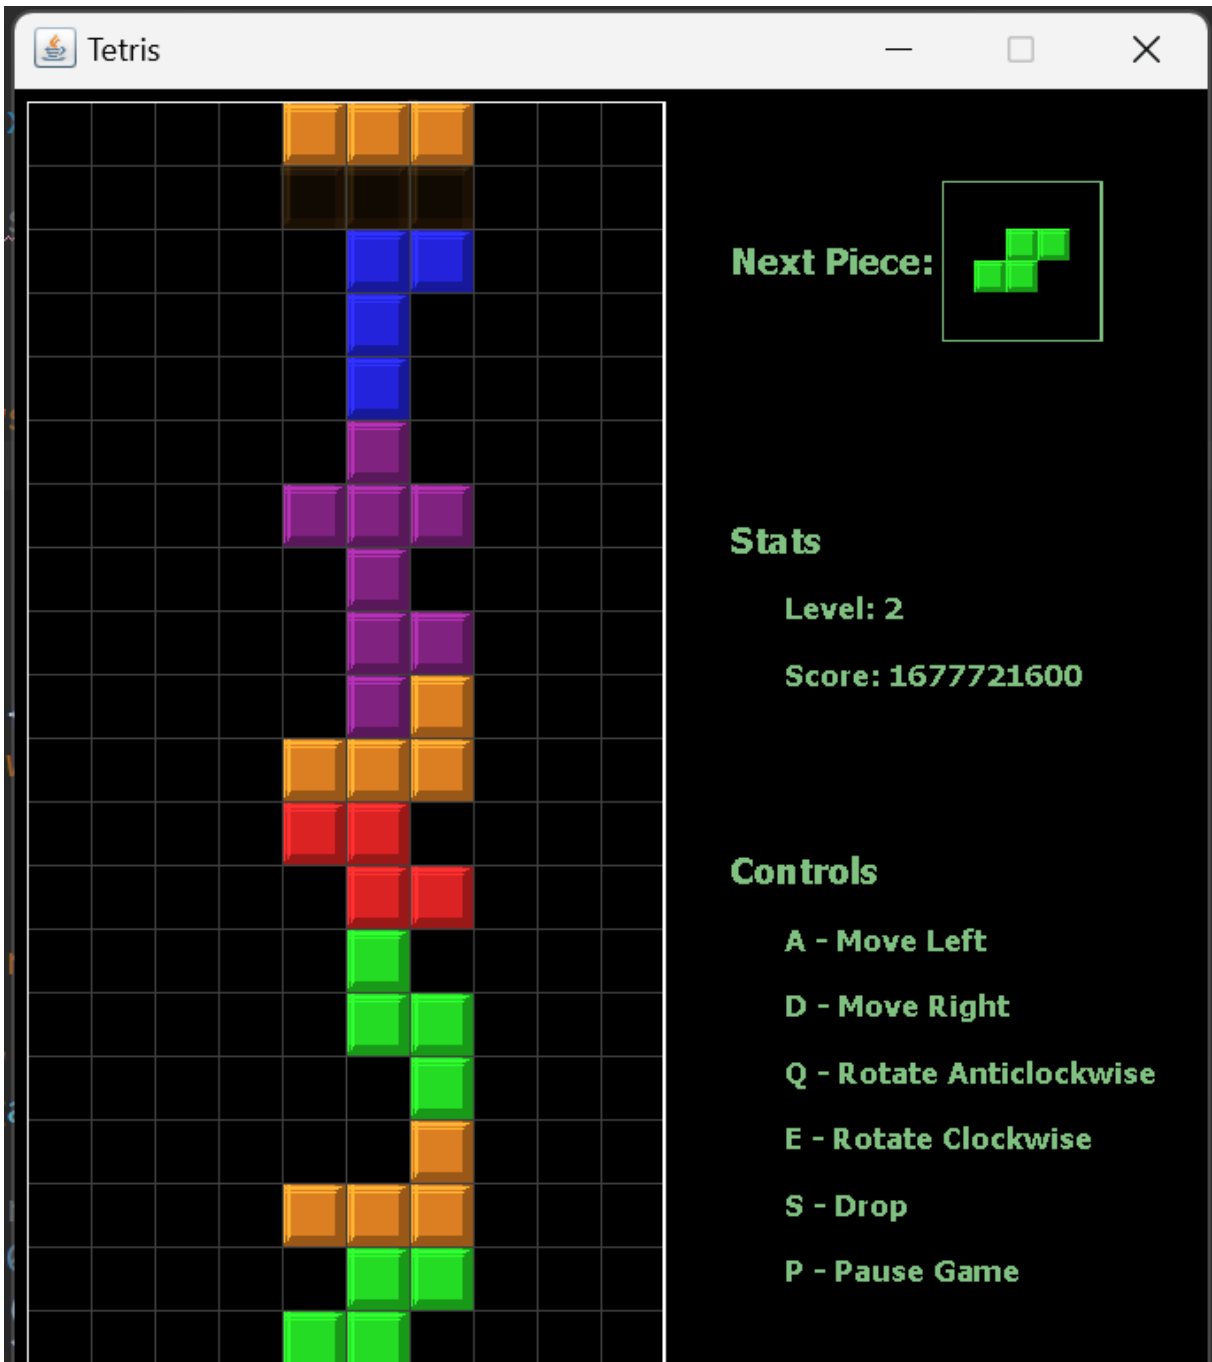 Tetris
Next Piece:
Stats
Level: 2
Score: 1677721600
Controls
A - Move Left
D - Move Right
Q - Rotate Anticlockwise
E - Rotate Clockwise
S - Drop
P - Pause Game